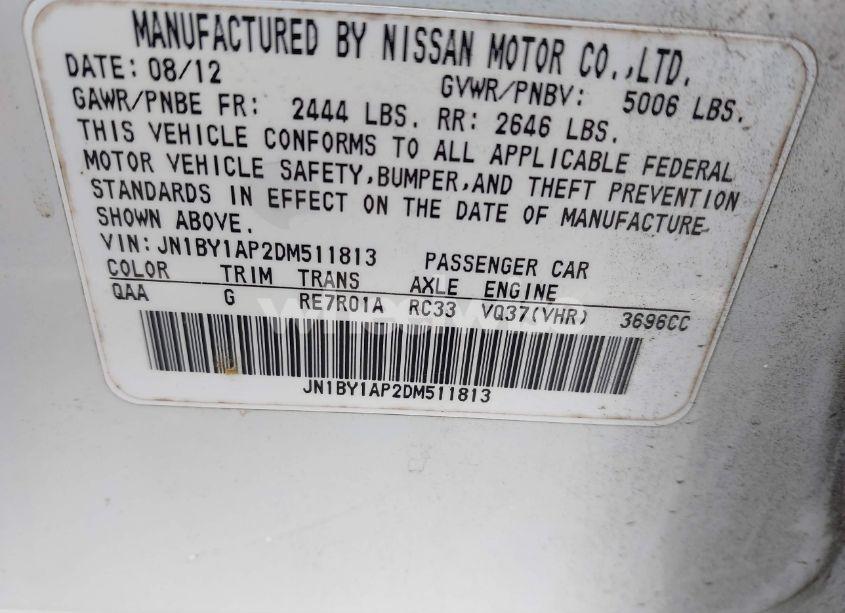 MANUFACTURED BY NISSAN MOTOR CO.,LTD.
DATE: 08/12 GVWR/PNBV: 5006 LBS.
GAWR/PNBE FR: 2444 LBS. RR: 2646 LBS.
THIS VEHICLE CONFORMS TO ALL APPLICABLE FEDERAL
MOTOR VEHICLE SAFETY,BUMPER,AND THEFT PREVENTION
STANDARDS IN EFFECT ON THE DATE OF MANUFACTURE
SHOWN ABOVE.
VIN:JN1BY1AP2DM511813 PASSENGER CAR
COLOR TRIM TRANS AXLE ENGINE
QAA G RE7R01A RC33 VQ37(VHR) 3696CC
JN1BY1AP2DM511813